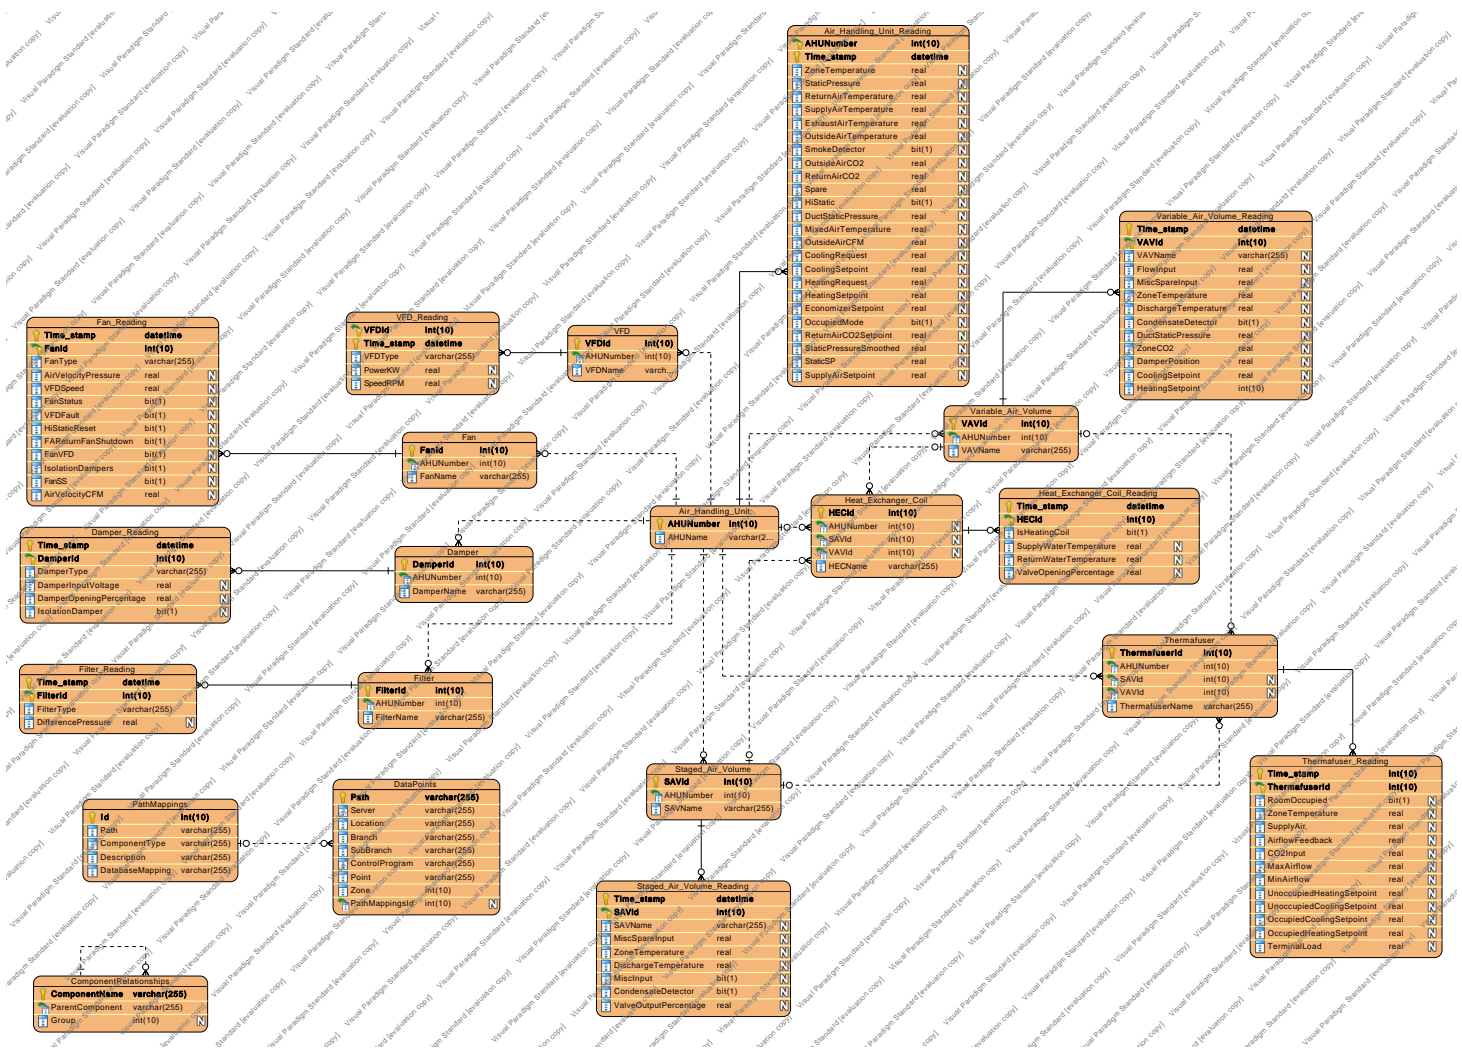 Air_Handling_Unit_Reading
AHUNumber int(10)
Time_stamp datetime
ZoneTemperature real N
StaticPressure real N
ReturnAirTemperature real N
SupplyAirTemperature real N
ExhaustAirTemperature real N
OutsideAirTemperature real N
SmokeDetector bit(1) N
OutsideAirCO2 real N
ReturnAirCO2 real N
Spare real N
HiStatic bit(1) N
DuctStaticPressure real N
MixedAirTemperature real N
OutsideAirCFM real N
CoolingRequest real N
CoolingSetpoint real N
HeatingRequest real N
HeatingSetpoint real N
EconomizerSetpoint real N
OccupiedMode bit(1) N
ReturnAirCO2Setpoint real N
StaticPressureSmoothed real N
StaticSP real N
SupplyAirSetpoint real N
Variable_Air_Volume_Reading
Time_stamp datetime
VAVId int(10)
VAVName varchar(255) N
FlowInput real N
MiscSpareInput real N
ZoneTemperature real N
DischargeTemperature real N
CondensateDetector bit(1) N
DuctStaticPressure real N
ZoneCO2 real N
DamperPosition real N
CoolingSetpoint real N
HeatingSetpoint int(10) N
Fan_Reading
Time_stamp datetime
FanId int(10)
FanType varchar(255)
AirVelocityPressure real N
VFDSpeed real N
FanStatus bit(1) N
VFDFault bit(1) N
HiStaticReset bit(1) N
FAReturnFanShutdown bit(1) N
FanVFD bit(1) N
IsolationDampers bit(1) N
FanSS bit(1) N
AirVelocityCFM real N
VFD_Reading
VFDId int(10)
Time_stamp datetime
VFDType varchar(255)
PowerKW real N
SpeedRPM real N
VFD
VFDId int(10)
AHUNumber int(10)
VFDName varch...
Fan
FanId int(10)
AHUNumber int(10)
FanName varchar(255)
Variable_Air_Volume
VAVId int(10)
AHUNumber int(10)
VAVName varchar(255)
Air_Handling_Unit
AHUNumber int(10)
AHUName varchar(2...
Heat_Exchanger_Coil
HECId int(10)
AHUNumber int(10) N
SAVId int(10) N
VAVId int(10) N
HECName varchar(255)
Heat_Exchanger_Coil_Reading
Time_stamp datetime
HECId int(10)
IsHeatingCoil bit(1)
SupplyWaterTemperature real N
ReturnWaterTemperature real N
ValveOpeningPercentage real N
Damper_Reading
Time_stamp datetime
DamperId int(10)
DamperType varchar(255)
DamperInputVoltage real N
DamperOpeningPercentage real N
IsolationDamper bit(1) N
Damper
DamperId int(10)
AHUNumber int(10)
DamperName varchar(255)
Filter_Reading
Time_stamp datetime
FilterId int(10)
FilterType varchar(255)
DifferencePressure real N
Filter
FilterId int(10)
AHUNumber int(10)
FilterName varchar(255)
Thermafuser
ThermafuserId int(10)
AHUNumber int(10)
SAVId int(10) N
VAVId int(10) N
ThermafuserName varchar(255)
Staged_Air_Volume
SAVId int(10)
AHUNumber int(10)
SAVName varchar(255)
Thermafuser_Reading
Time_stamp int(10)
ThermafuserId int(10)
RoomOccupied bit(1) N
ZoneTemperature real N
SupplyAir real N
AirflowFeedback real N
CO2Input real N
MaxAirflow real N
MinAirflow real N
UnoccupiedHeatingSetpoint real N
UnoccupiedCoolingSetpoint real N
OccupiedCoolingSetpoint real N
OccupiedHeatingSetpoint real N
TerminalLoad real N
PathMappings
Id int(10)
Path varchar(255)
ComponentType varchar(255)
Description varchar(255)
DatabaseMapping varchar(255)
DataPoints
Path varchar(255)
Server varchar(255)
Location varchar(255)
Branch varchar(255)
SubBranch varchar(255)
ControlProgram varchar(255)
Point varchar(255)
Zone int(10)
PathMappingsId int(10) N
Staged_Air_Volume_Reading
Time_stamp datetime
SAVId int(10)
SAVName varchar(255) N
MiscSpareInput real N
ZoneTemperature real N
DischargeTemperature real N
MiscInput bit(1) N
CondensateDetector bit(1) N
ValveOutputPercentage real N
ComponentRelationships
ComponentName varchar(255)
ParentComponent varchar(255)
Group int(10) N
Visual Paradigm Standard [evaluation copy]